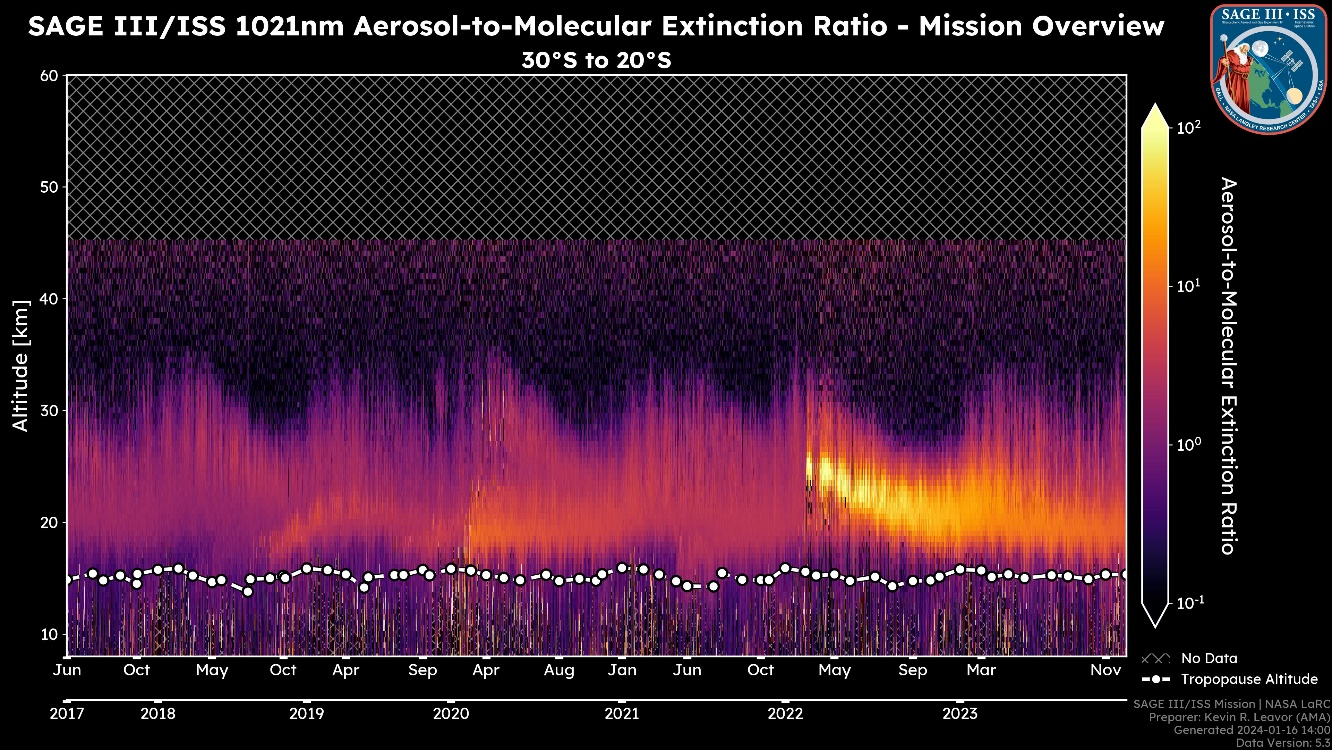 SAGE III/ISS 1021nm Aerosol-to-Molecular Extinction Ratio - Mission Overview
30°S to 20°S
SAGE III • ISS
NASA LANGLEY RESEARCH CENTER
60
50
40
30
20
10
Altitude [km]
Jun Oct May Oct Apr Sep Apr Aug Jan Jun Oct May Sep Mar Nov
2017 2018 2019 2020 2021 2022 2023
10²
10¹
10⁰
10⁻¹
Aerosol-to-Molecular Extinction Ratio
No Data
Tropopause Altitude
SAGE III/ISS Mission | NASA LaRC
Preparer: Kevin R. Leavor (AMA)
Generated 2024-01-16 14:00
Data Version: 5.3